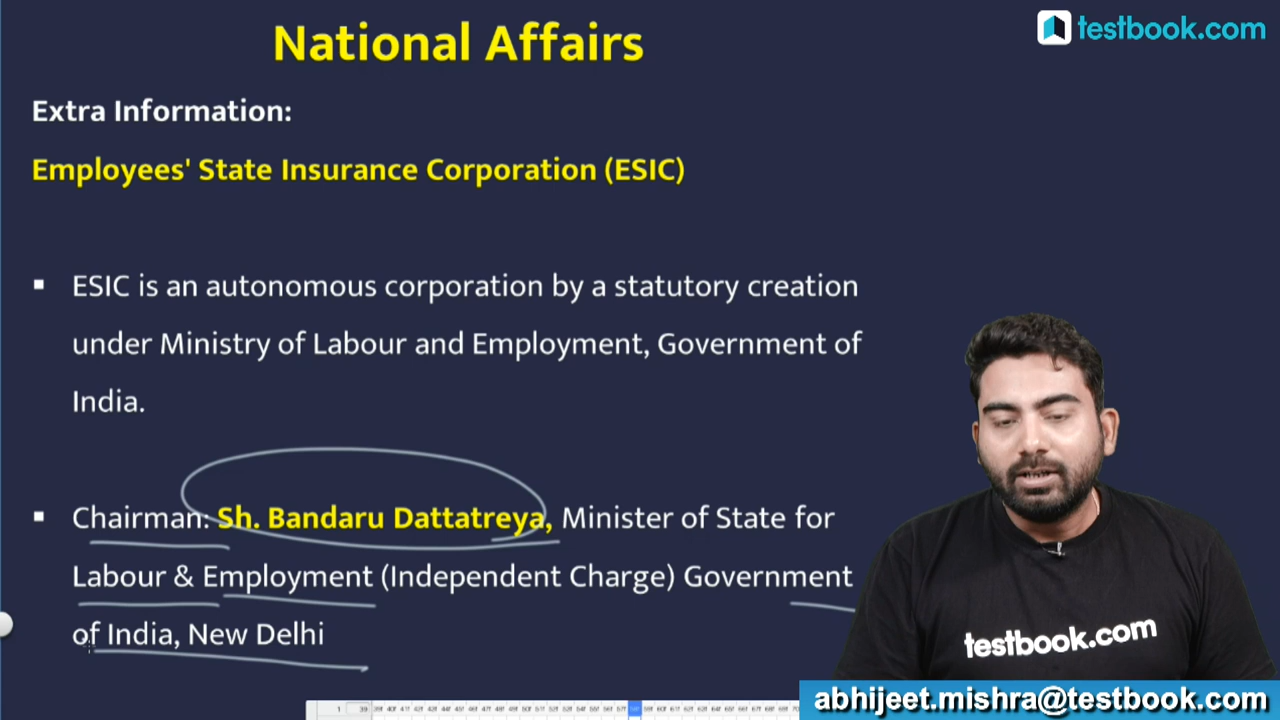 National Affairs
testbook.com
Extra Information:
Employees' State Insurance Corporation (ESIC)
▪ ESIC is an autonomous corporation by a statutory creation
under Ministry of Labour and Employment, Government of
India.
▪ Chairman: Sh. Bandaru Dattatreya, Minister of State for
Labour & Employment (Independent Charge) Government
of India, New Delhi
testbook.com
abhijeet.mishra@testbook.com